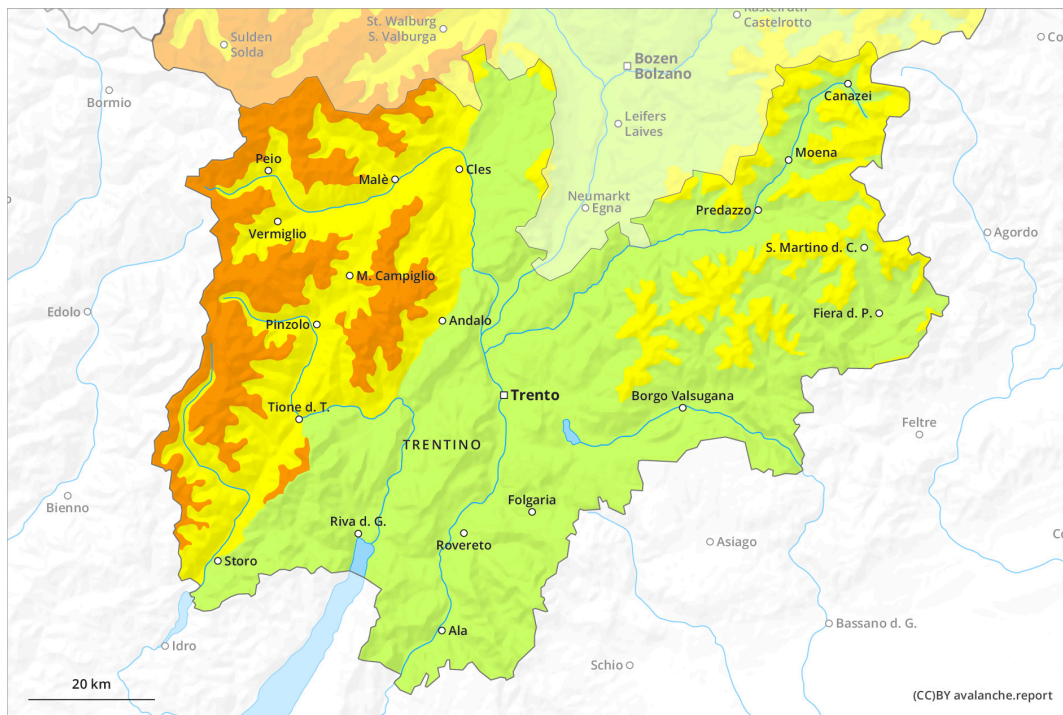 Kastelruth
Castelrotto
St. Walburg
S. Valburga
Sulden
Solda
Bozen
Bolzano
Bormio
Canazei
Leifers
Laives
Moena
Peio
Malè
Cles
Neumarkt
Egna
Predazzo
Vermiglio
Agordo
S. Martino d. C.
M. Campiglio
Edolo
Pinzolo
Andalo
Fiera d. P.
Trento
Borgo Valsugana
Tione d. T.
Feltre
TRENTINO
Bienno
Folgaria
Riva d. G.
Rovereto
Asiago
Storo
Bassano d. G.
Ala
Idro
Schio
20 km
(CC)BY avalanche.report